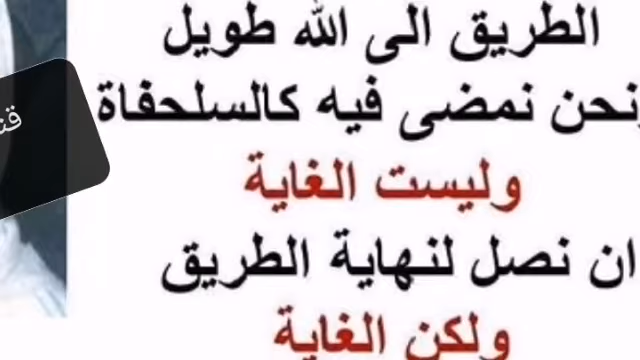 الطريق الى الله طويل
ونحن نمضى فيه كالسلحفاة
وليست الغاية
ان نصل لنهاية الطريق
ولكن الغاية